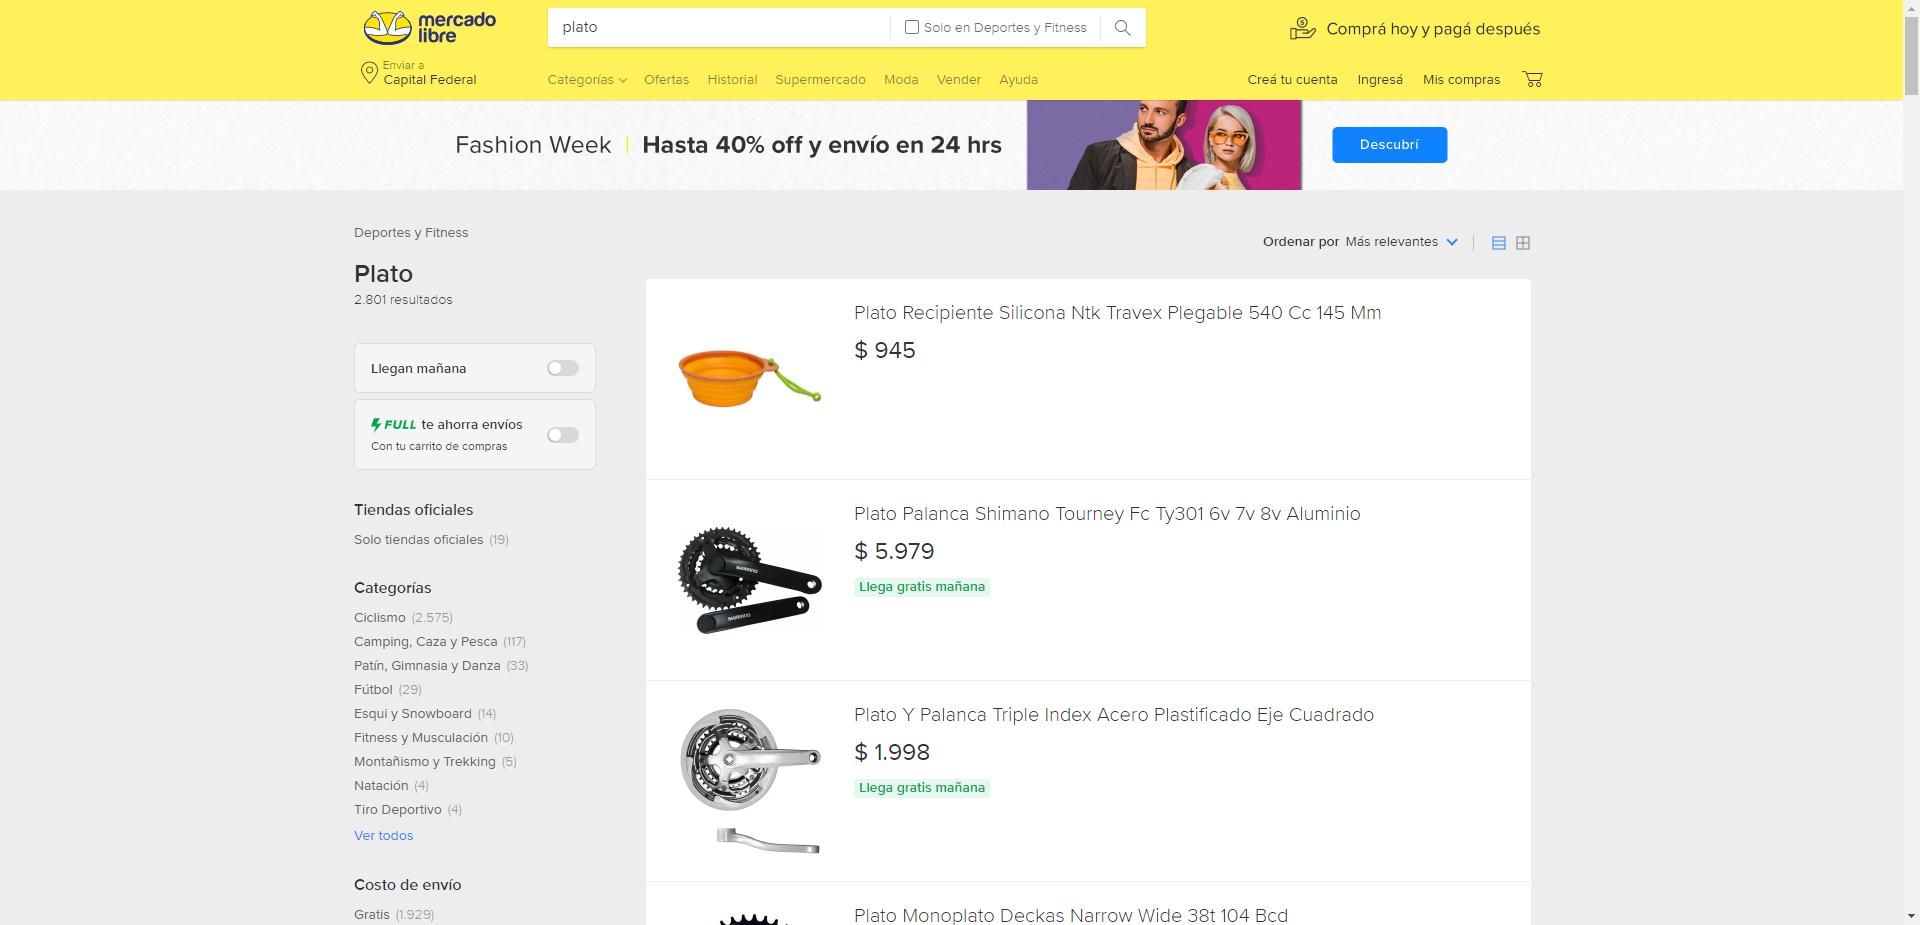 mercado
libre
plato
Solo en Deportes y Fitness
Comprá hoy y pagá después
Enviar a
Capital Federal
Categorías
Ofertas
Historial
Supermercado
Moda
Vender
Ayuda
Creá tu cuenta
Ingresá
Mis compras
Fashion Week
Hasta 40% off y envío en 24 hrs
Descubrí
Deportes y Fitness
Plato
2.801 resultados
Ordenar por Más relevantes
Llegan mañana
FULL te ahorra envíos
Con tu carrito de compras
Tiendas oficiales
Solo tiendas oficiales (19)
Categorías
Ciclismo (2.575)
Camping, Caza y Pesca (117)
Patín, Gimnasia y Danza (33)
Fútbol (29)
Esqui y Snowboard (14)
Fitness y Musculación (10)
Montañismo y Trekking (5)
Natación (4)
Tiro Deportivo (4)
Ver todos
Costo de envío
Gratis (1.929)
Plato Recipiente Silicona Ntk Travex Plegable 540 Cc 145 Mm
$ 945
Plato Palanca Shimano Tourney Fc Ty301 6v 7v 8v Aluminio
$ 5.979
Llega gratis mañana
SHIMANO
SHIMANO
Plato Y Palanca Triple Index Acero Plastificado Eje Cuadrado
$ 1.998
Llega gratis mañana
Plato Monoplato Deckas Narrow Wide 38t 104 Bcd